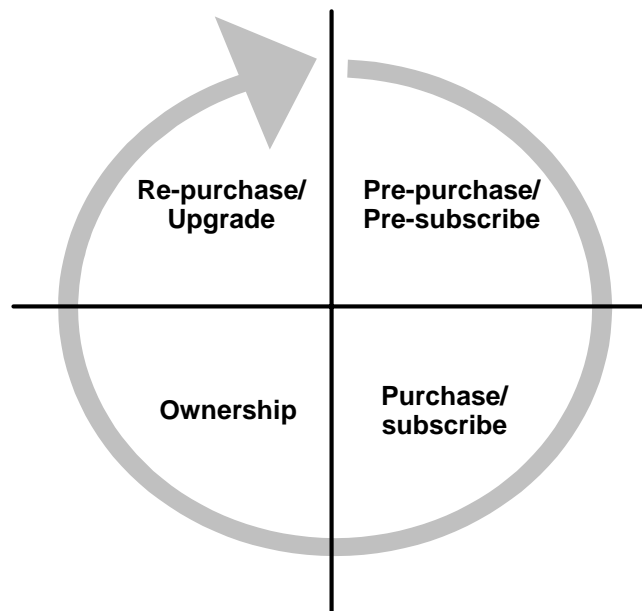 Re-purchase/
Upgrade
Pre-purchase/
Pre-subscribe
Ownership
Purchase/
subscribe